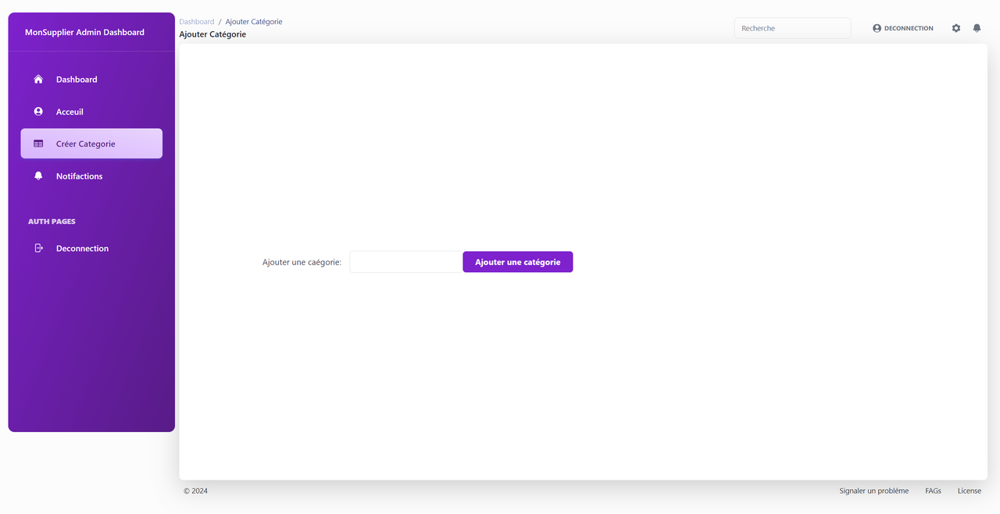 MonSupplier Admin Dashboard
Dashboard
Acceuil
Créer Categorie
Notifactions
AUTH PAGES
Deconnection
Dashboard / Ajouter Catégorie
Ajouter Catégorie
Recherche
DECONNECTION
Ajouter une caégorie:
Ajouter une catégorie
© 2024
Signaler un probléme
FAGs
License